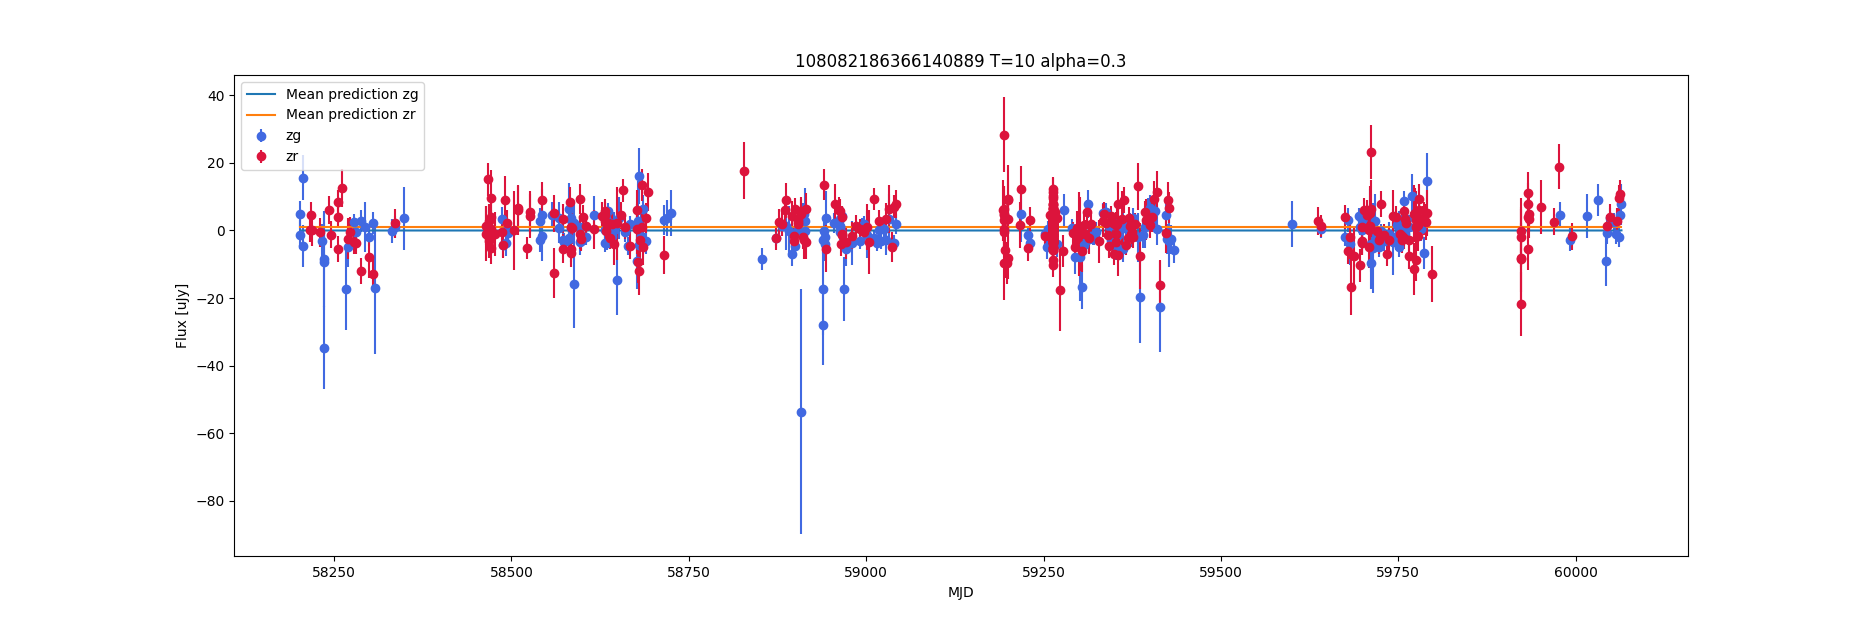 108082186366140889 T=10 alpha=0.3
Mean prediction zg
Mean prediction zr
zg
zr
40
20
0
−20
−40
−60
−80
Flux [uJy]
58250 58500 58750 59000 59250 59500 59750 60000
MJD